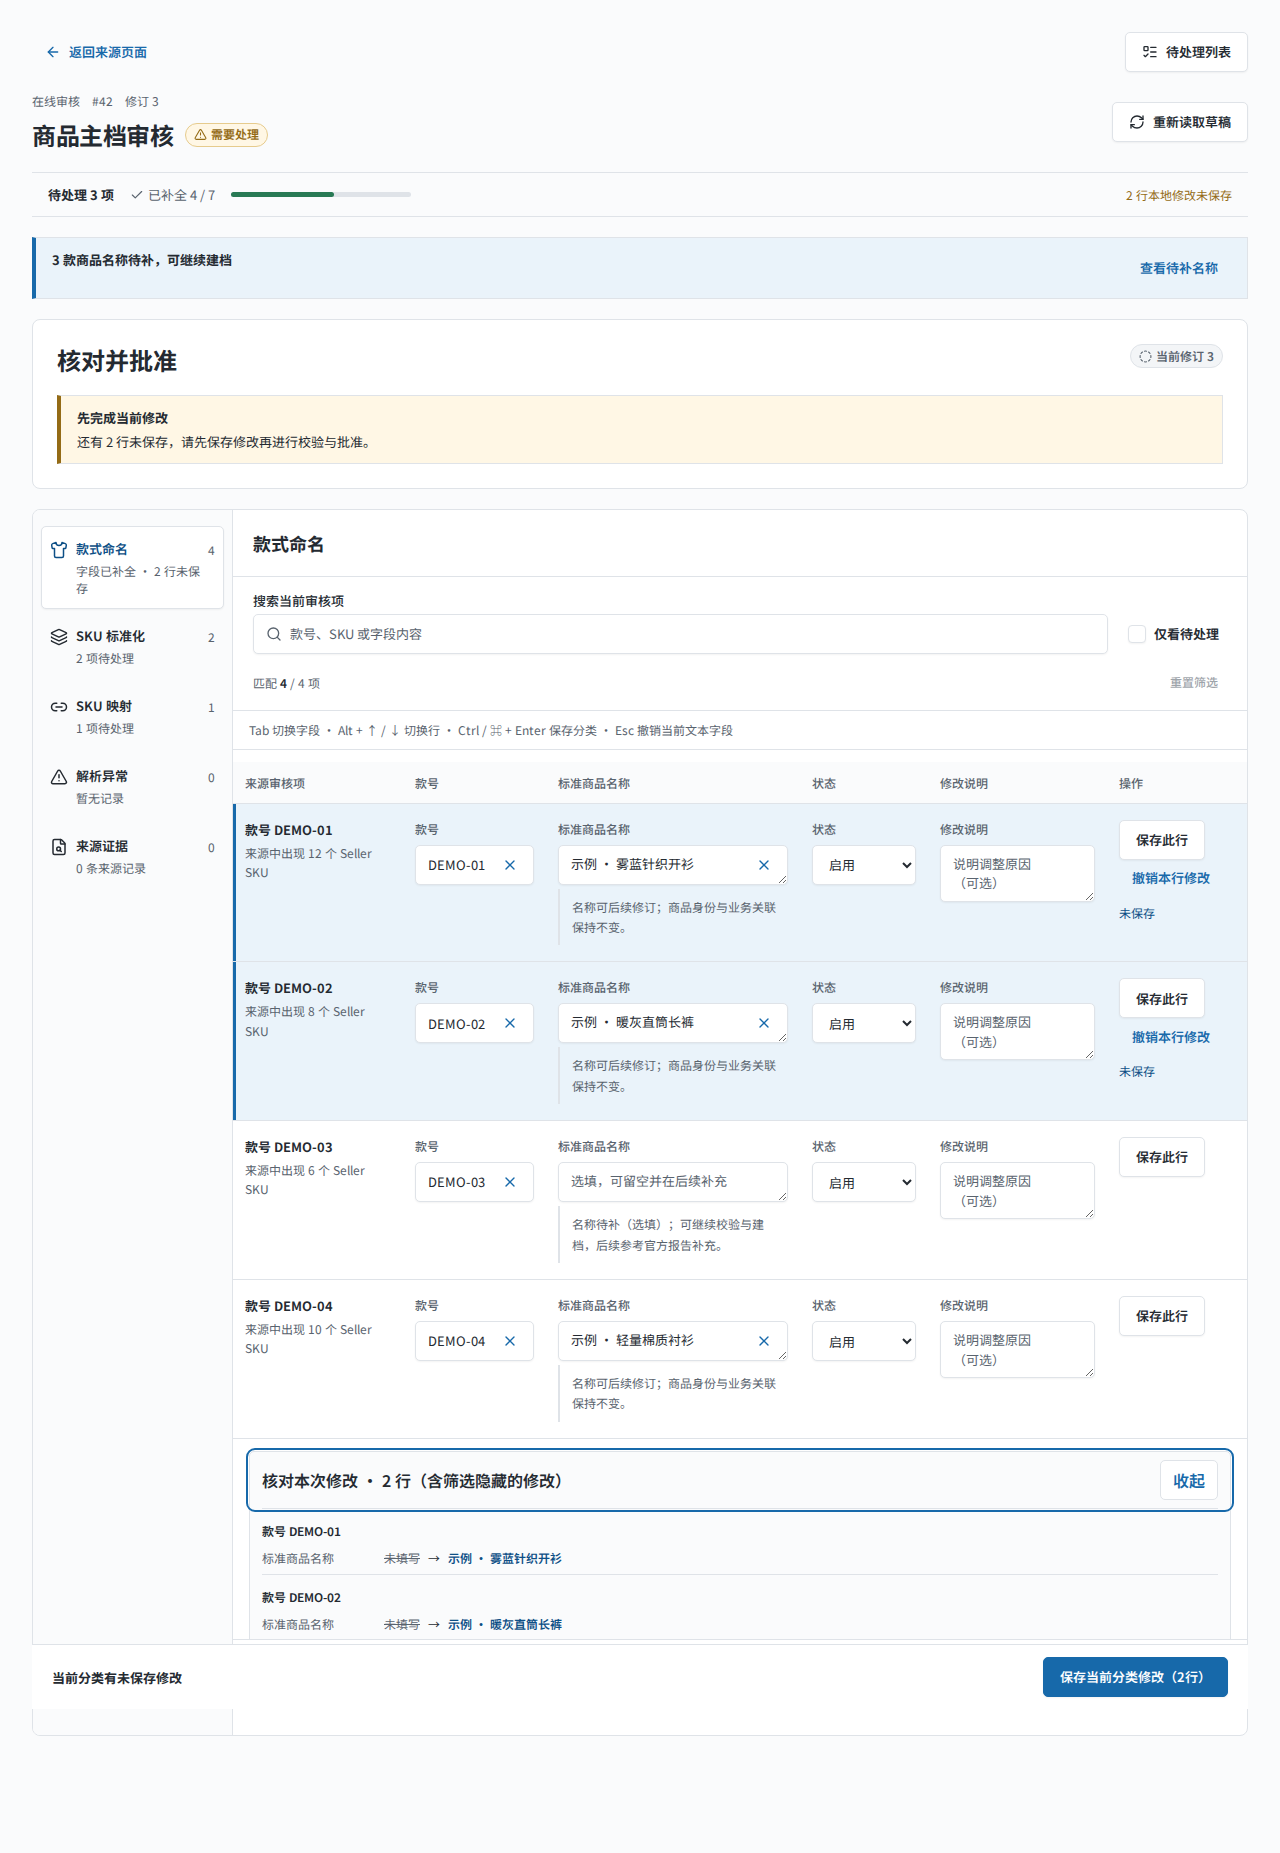 返回来源页面
待处理列表
在线审核 #42 修订 3
商品主档审核
需要处理
重新读取草稿
待处理 3 项
已补全 4 / 7
2 行本地修改未保存
3 款商品名称待补，可继续建档
查看待补名称
核对并批准
当前修订 3
先完成当前修改
还有 2 行未保存，请先保存修改再进行校验与批准。
款式命名 4
字段已补全 · 2 行未保
存
SKU 标准化 2
2 项待处理
SKU 映射 1
1 项待处理
解析异常 0
暂无记录
来源证据 0
0 条来源记录
款式命名
搜索当前审核项
款号、SKU 或字段内容
仅看待处理
匹配 4 / 4 项
重置筛选
Tab 切换字段 · Alt + ↑ / ↓ 切换行 · Ctrl / ⌘ + Enter 保存分类 · Esc 撤销当前文本字段
来源审核项 款号 标准商品名称 状态 修改说明 操作
款号 DEMO-01
来源中出现 12 个 Seller
SKU
款号
DEMO-01
标准商品名称
示例 · 雾蓝针织开衫
名称可后续修订；商品身份与业务关联
保持不变。
状态
启用
修改说明
说明调整原因
（可选）
保存此行
撤销本行修改
未保存
款号 DEMO-02
来源中出现 8 个 Seller
SKU
款号
DEMO-02
标准商品名称
示例 · 暖灰直筒长裤
名称可后续修订；商品身份与业务关联
保持不变。
状态
启用
修改说明
说明调整原因
（可选）
保存此行
撤销本行修改
未保存
款号 DEMO-03
来源中出现 6 个 Seller
SKU
款号
DEMO-03
标准商品名称
选填，可留空并在后续补充
名称待补（选填）；可继续校验与建
档，后续参考官方报告补充。
状态
启用
修改说明
说明调整原因
（可选）
保存此行
款号 DEMO-04
来源中出现 10 个 Seller
SKU
款号
DEMO-04
标准商品名称
示例 · 轻量棉质衬衫
名称可后续修订；商品身份与业务关联
保持不变。
状态
启用
修改说明
说明调整原因
（可选）
保存此行
核对本次修改 · 2 行（含筛选隐藏的修改）
收起
款号 DEMO-01
标准商品名称 未填写 → 示例 · 雾蓝针织开衫
款号 DEMO-02
标准商品名称 未填写 → 示例 · 暖灰直筒长裤
当前分类有未保存修改
保存当前分类修改（2行）